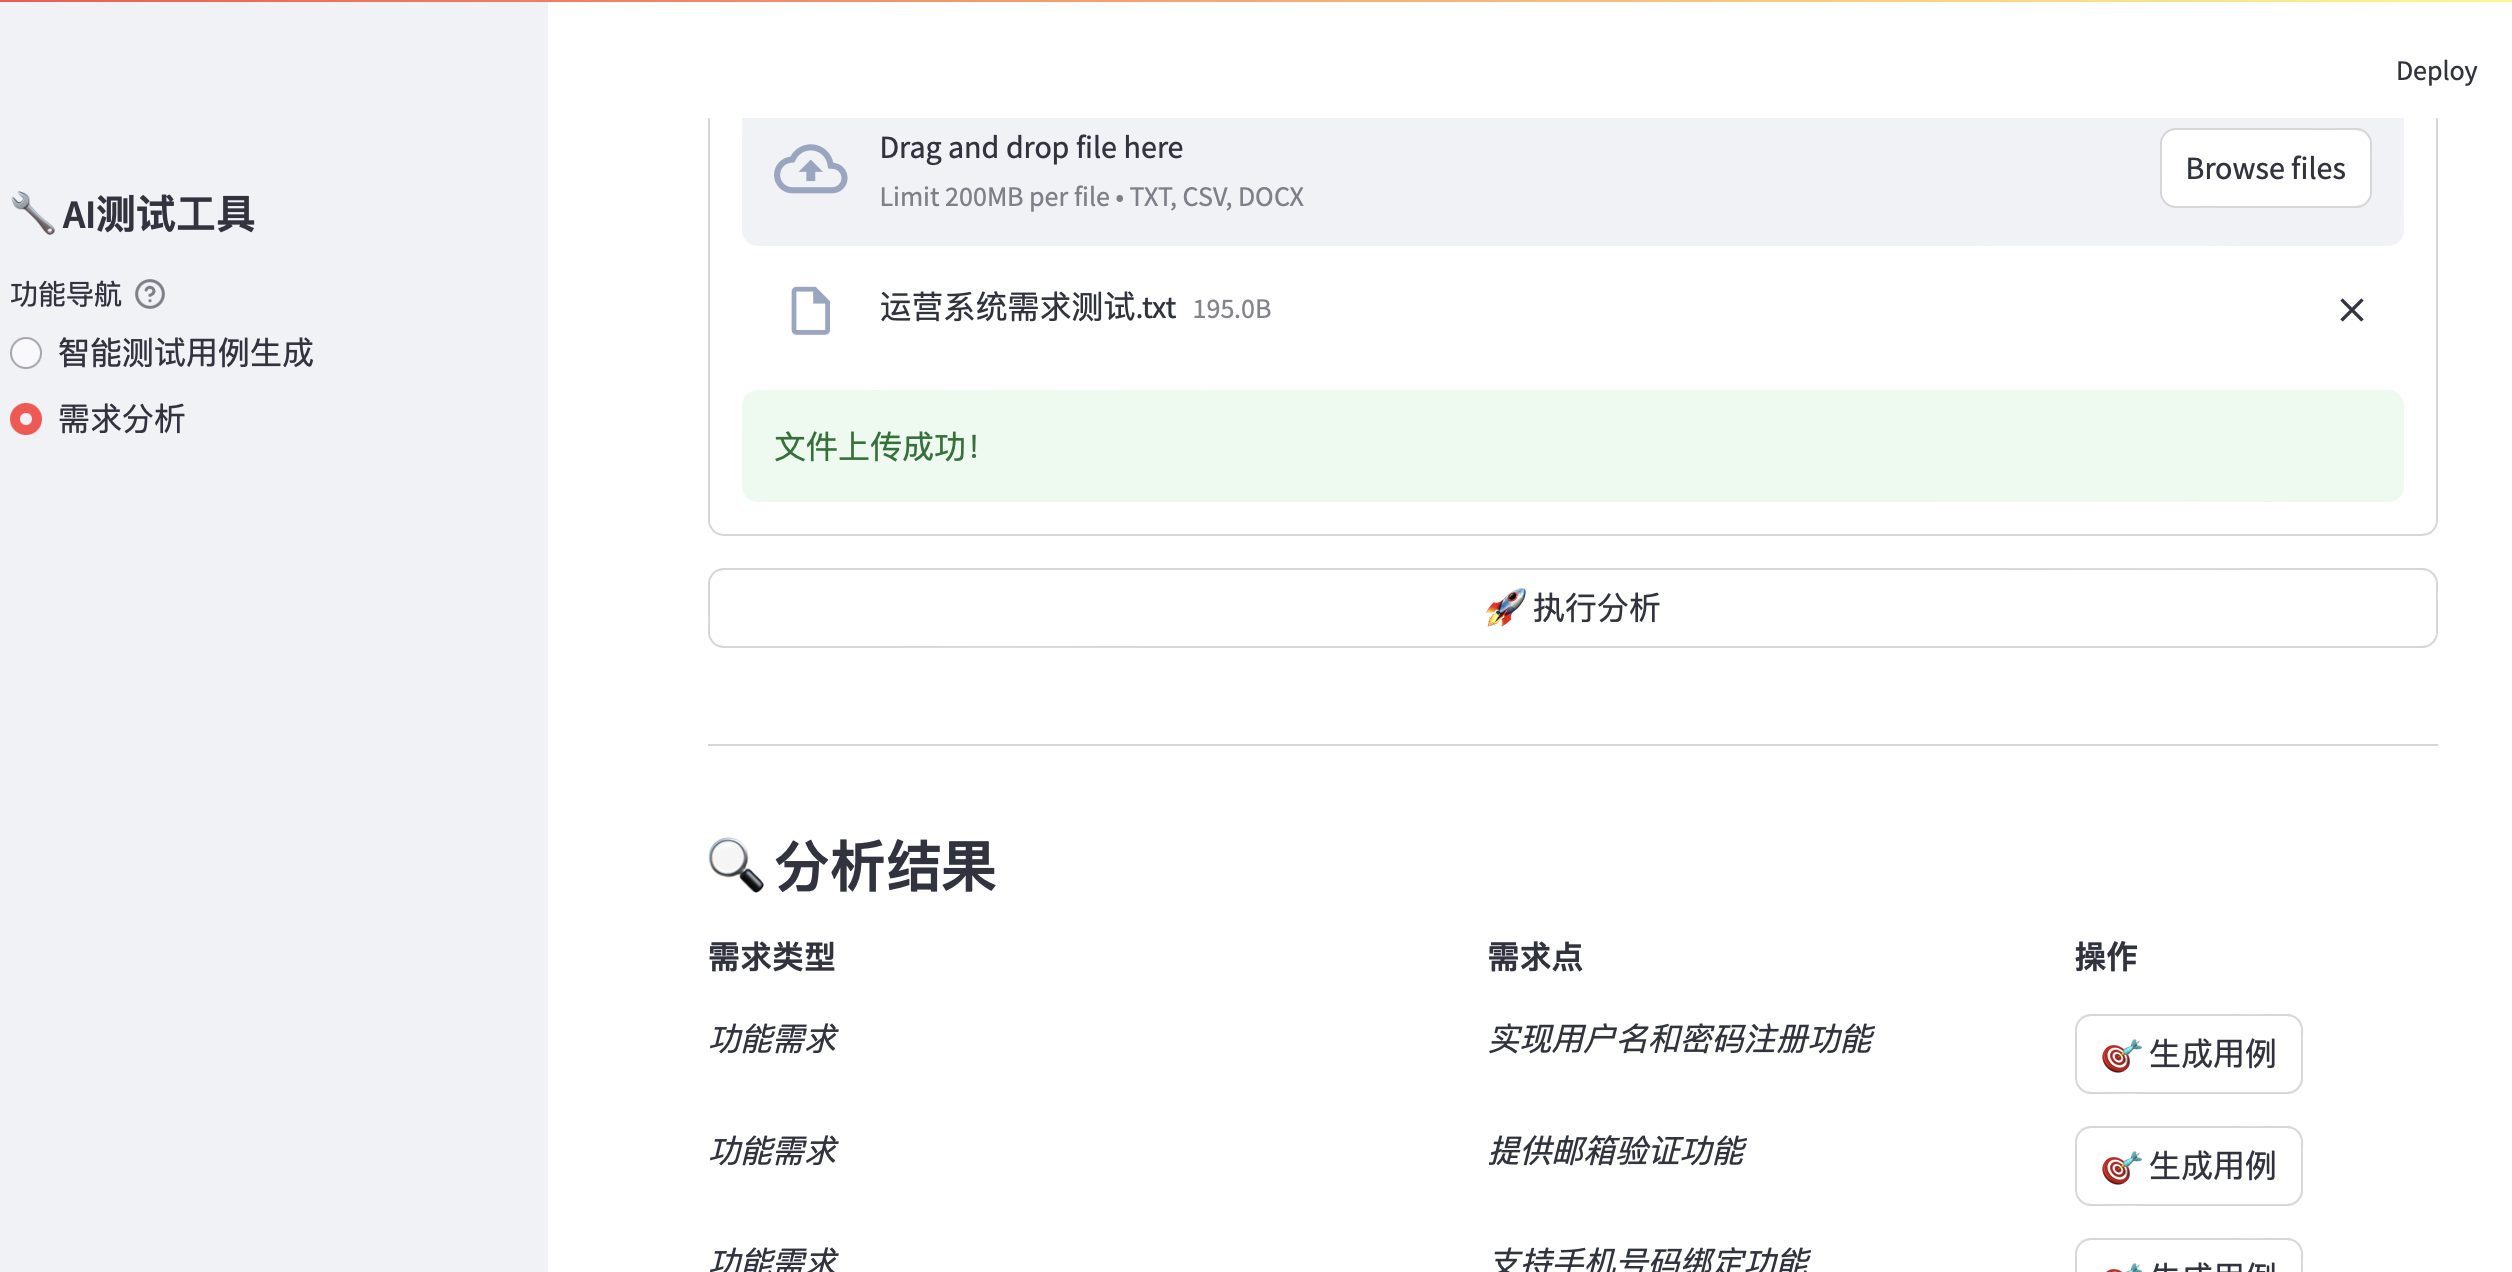 Deploy
AI测试工具
功能导航
智能测试用例生成
需求分析
Drag and drop file here
Limit 200MB per file • TXT, CSV, DOCX
Browse files
运营系统需求测试.txt 195.0B
文件上传成功！
执行分析
分析结果
需求类型 需求点 操作
功能需求 实现用户名和密码注册功能 生成用例
功能需求 提供邮箱验证功能 生成用例
功能需求 支持手机号码绑定功能 生成用例